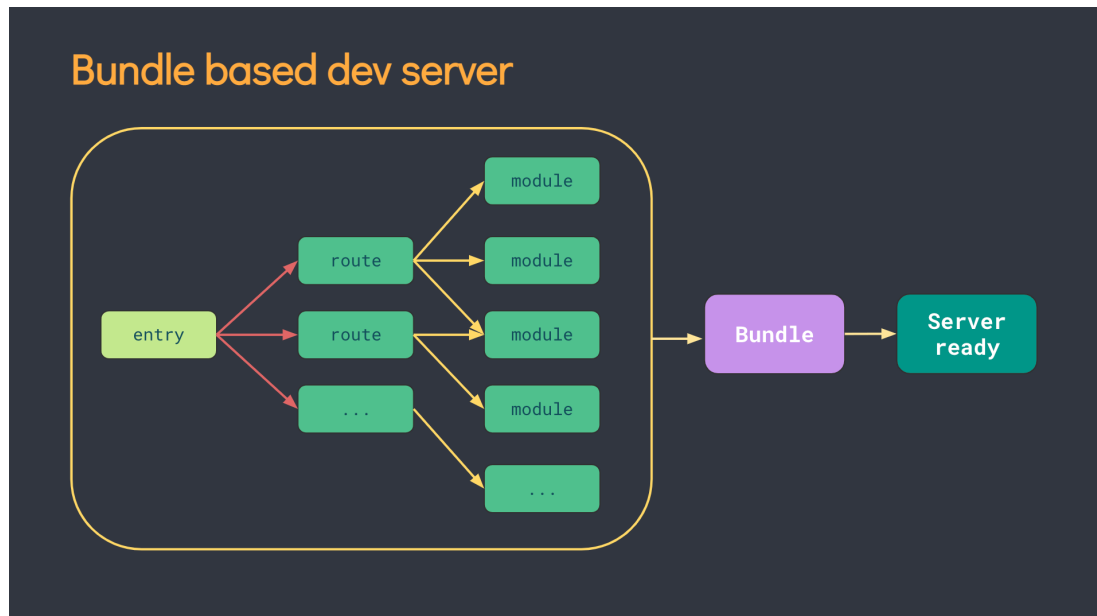 Bundle based dev server
module
route
module
entry
route
module
Bundle
Server
ready
...
module
...